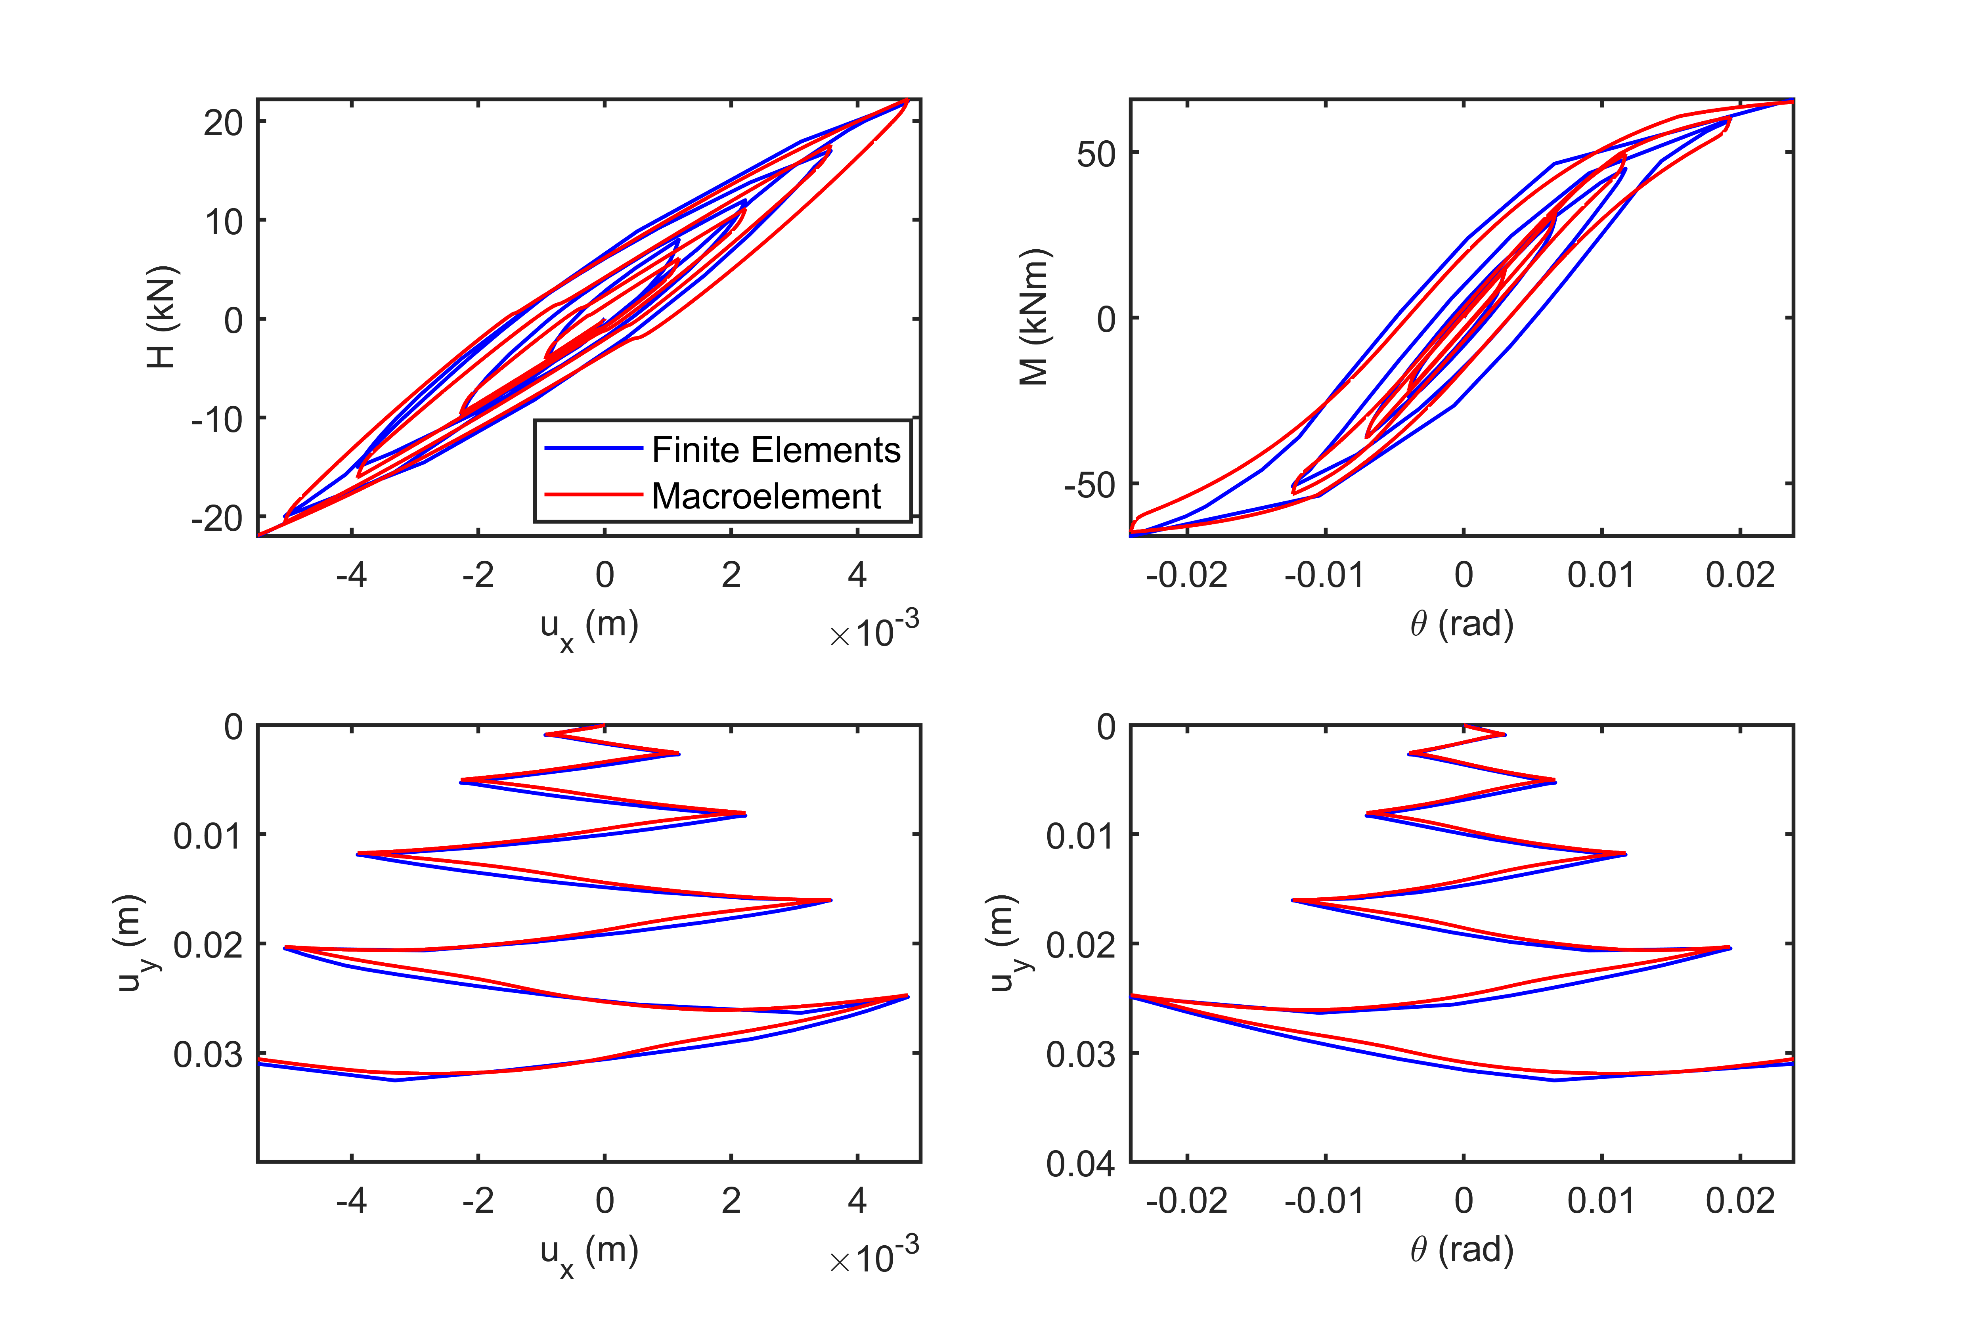 20
10
0
-10
-20
H (kN)
Finite Elements
Macroelement
-4 -2 0 2 4
u_x (m)
×10^-3
50
0
-50
M (kNm)
-0.02 -0.01 0 0.01 0.02
θ (rad)
0
0.01
0.02
0.03
u_y (m)
-4 -2 0 2 4
u_x (m)
×10^-3
0
0.01
0.02
0.03
0.04
u_y (m)
-0.02 -0.01 0 0.01 0.02
θ (rad)